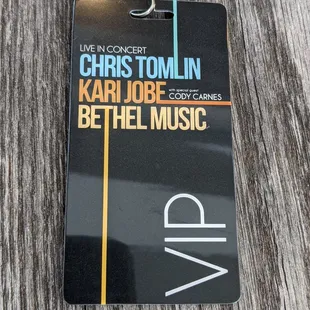 LIVE IN CONCERT
CHRIS TOMLIN
KARI JOBE
with special guest
CODY CARNES
BETHEL MUSIC
VIP